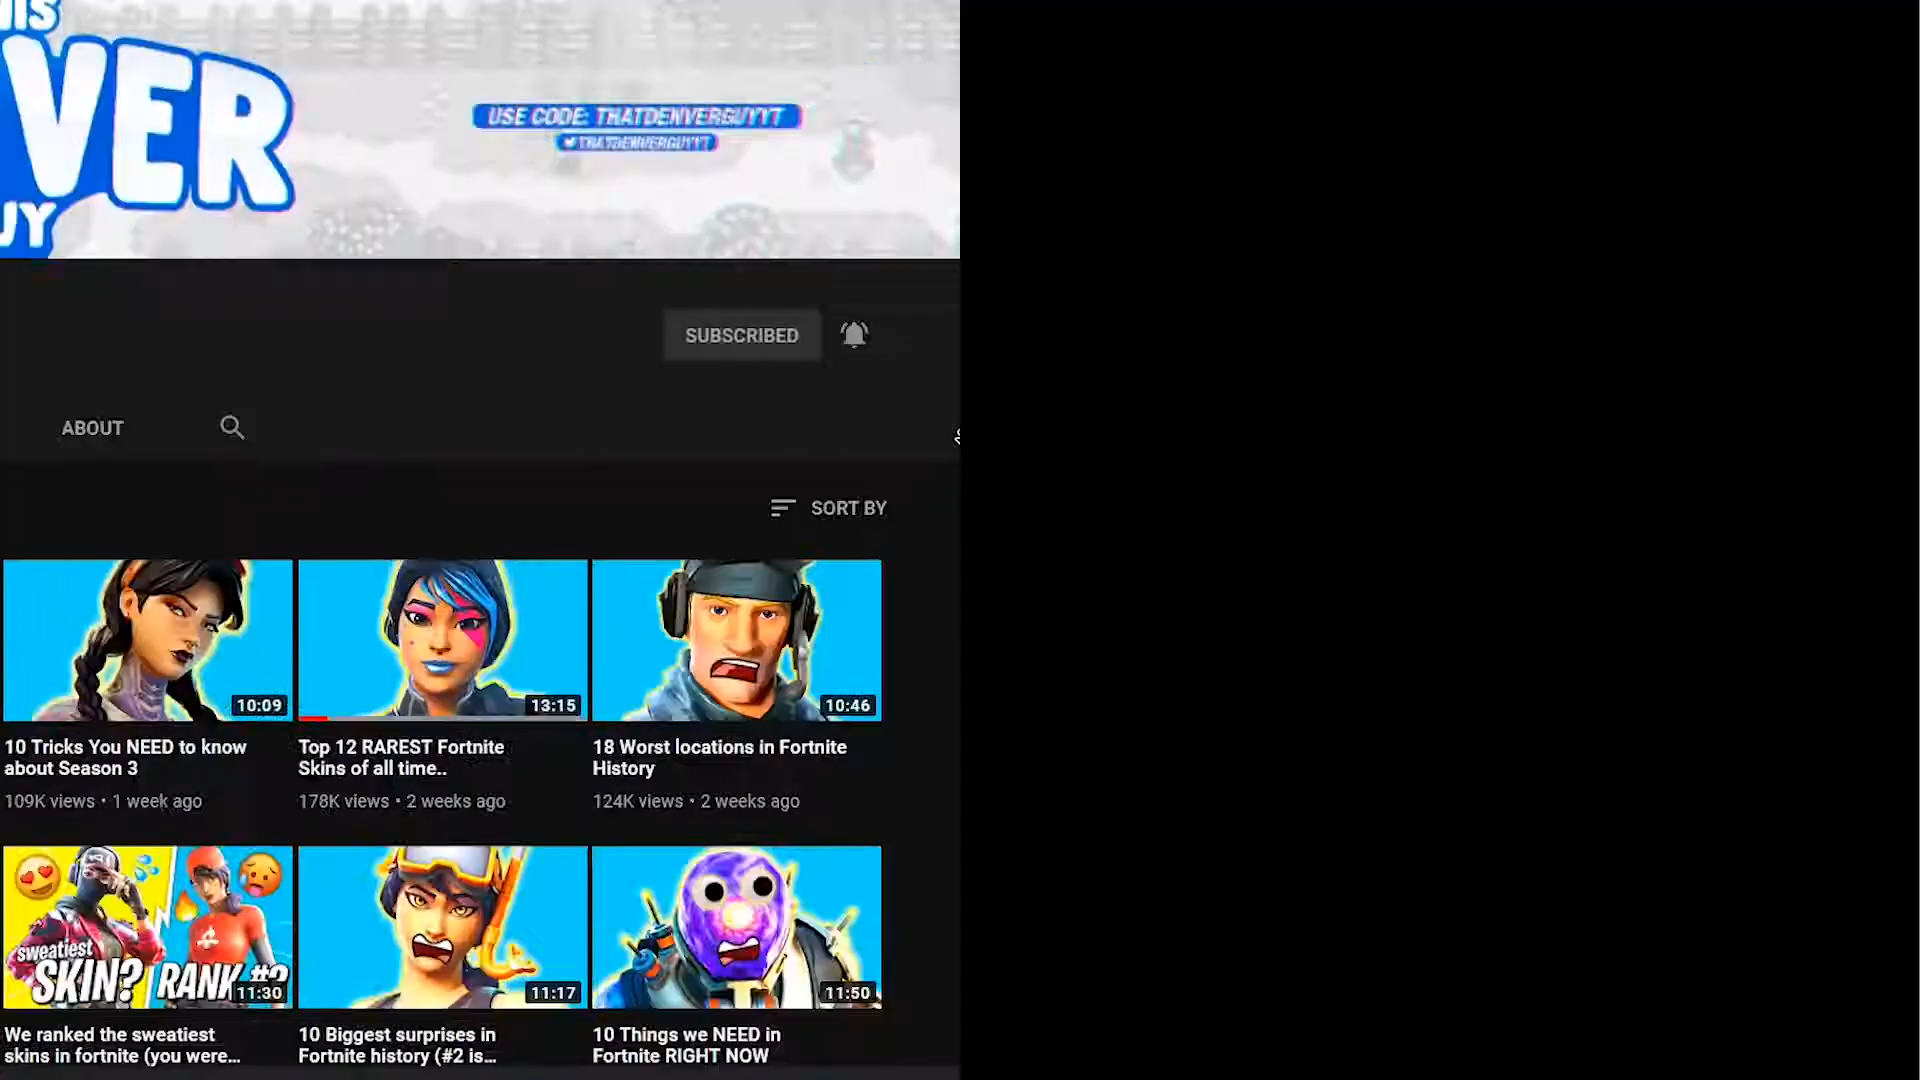 VER
USE CODE: THATDENVERGUYYT
THATDENVERGUYYT
UY
SUBSCRIBED
ABOUT
SORT BY
10:09
13:15
10:46
10 Tricks You NEED to know
about Season 3
109K views • 1 week ago
Top 12 RAREST Fortnite
Skins of all time..
178K views • 2 weeks ago
18 Worst locations in Fortnite
History
124K views • 2 weeks ago
sweatiest
SKIN?
RANK #2
11:30
11:17
11:50
We ranked the sweatiest
skins in fortnite (you were...
10 Biggest surprises in
Fortnite history (#2 is...
10 Things we NEED in
Fortnite RIGHT NOW